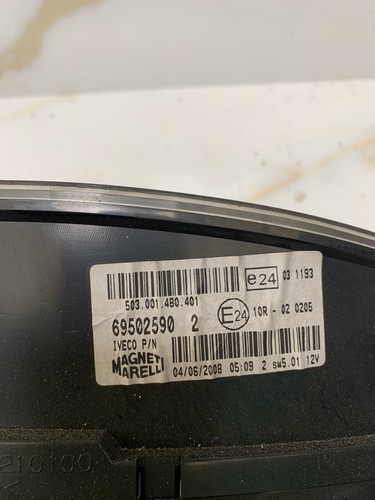 e24 03 1193
503.001.480.401
69502590 2 E24 10R - 02 0205
IVECO P/N
MAGNETI
MARELLI
04/06/2008 05:09 2 sw5.01 12V
210100